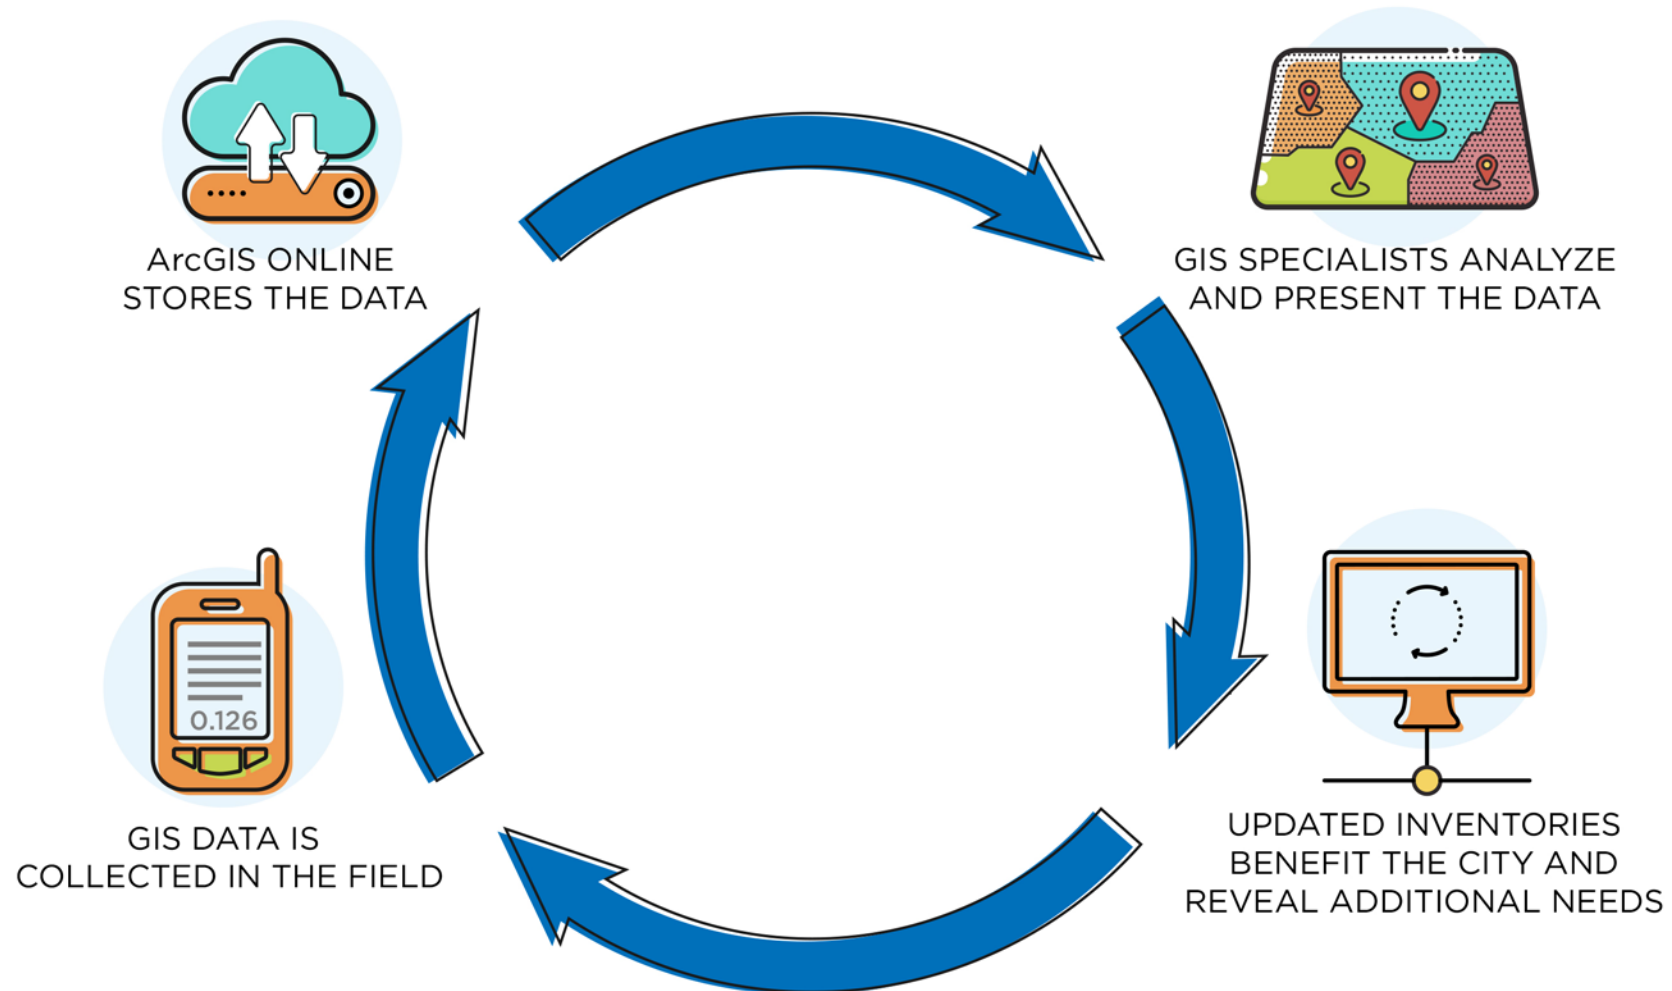 ArcGIS ONLINE
STORES THE DATA
GIS SPECIALISTS ANALYZE
AND PRESENT THE DATA
0.126
GIS DATA IS
COLLECTED IN THE FIELD
UPDATED INVENTORIES
BENEFIT THE CITY AND
REVEAL ADDITIONAL NEEDS